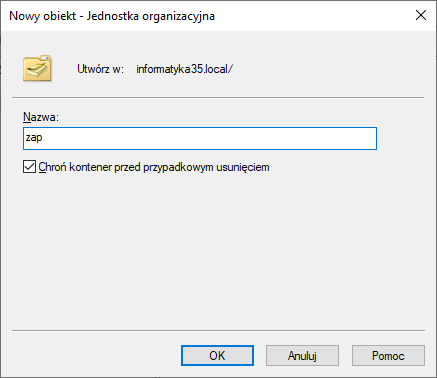 Nowy obiekt - Jednostka organizacyjna
Utwórz w: informatyka35.local/
Nazwa:
zap
Chroń kontener przed przypadkowym usunięciem
OK Anuluj Pomoc